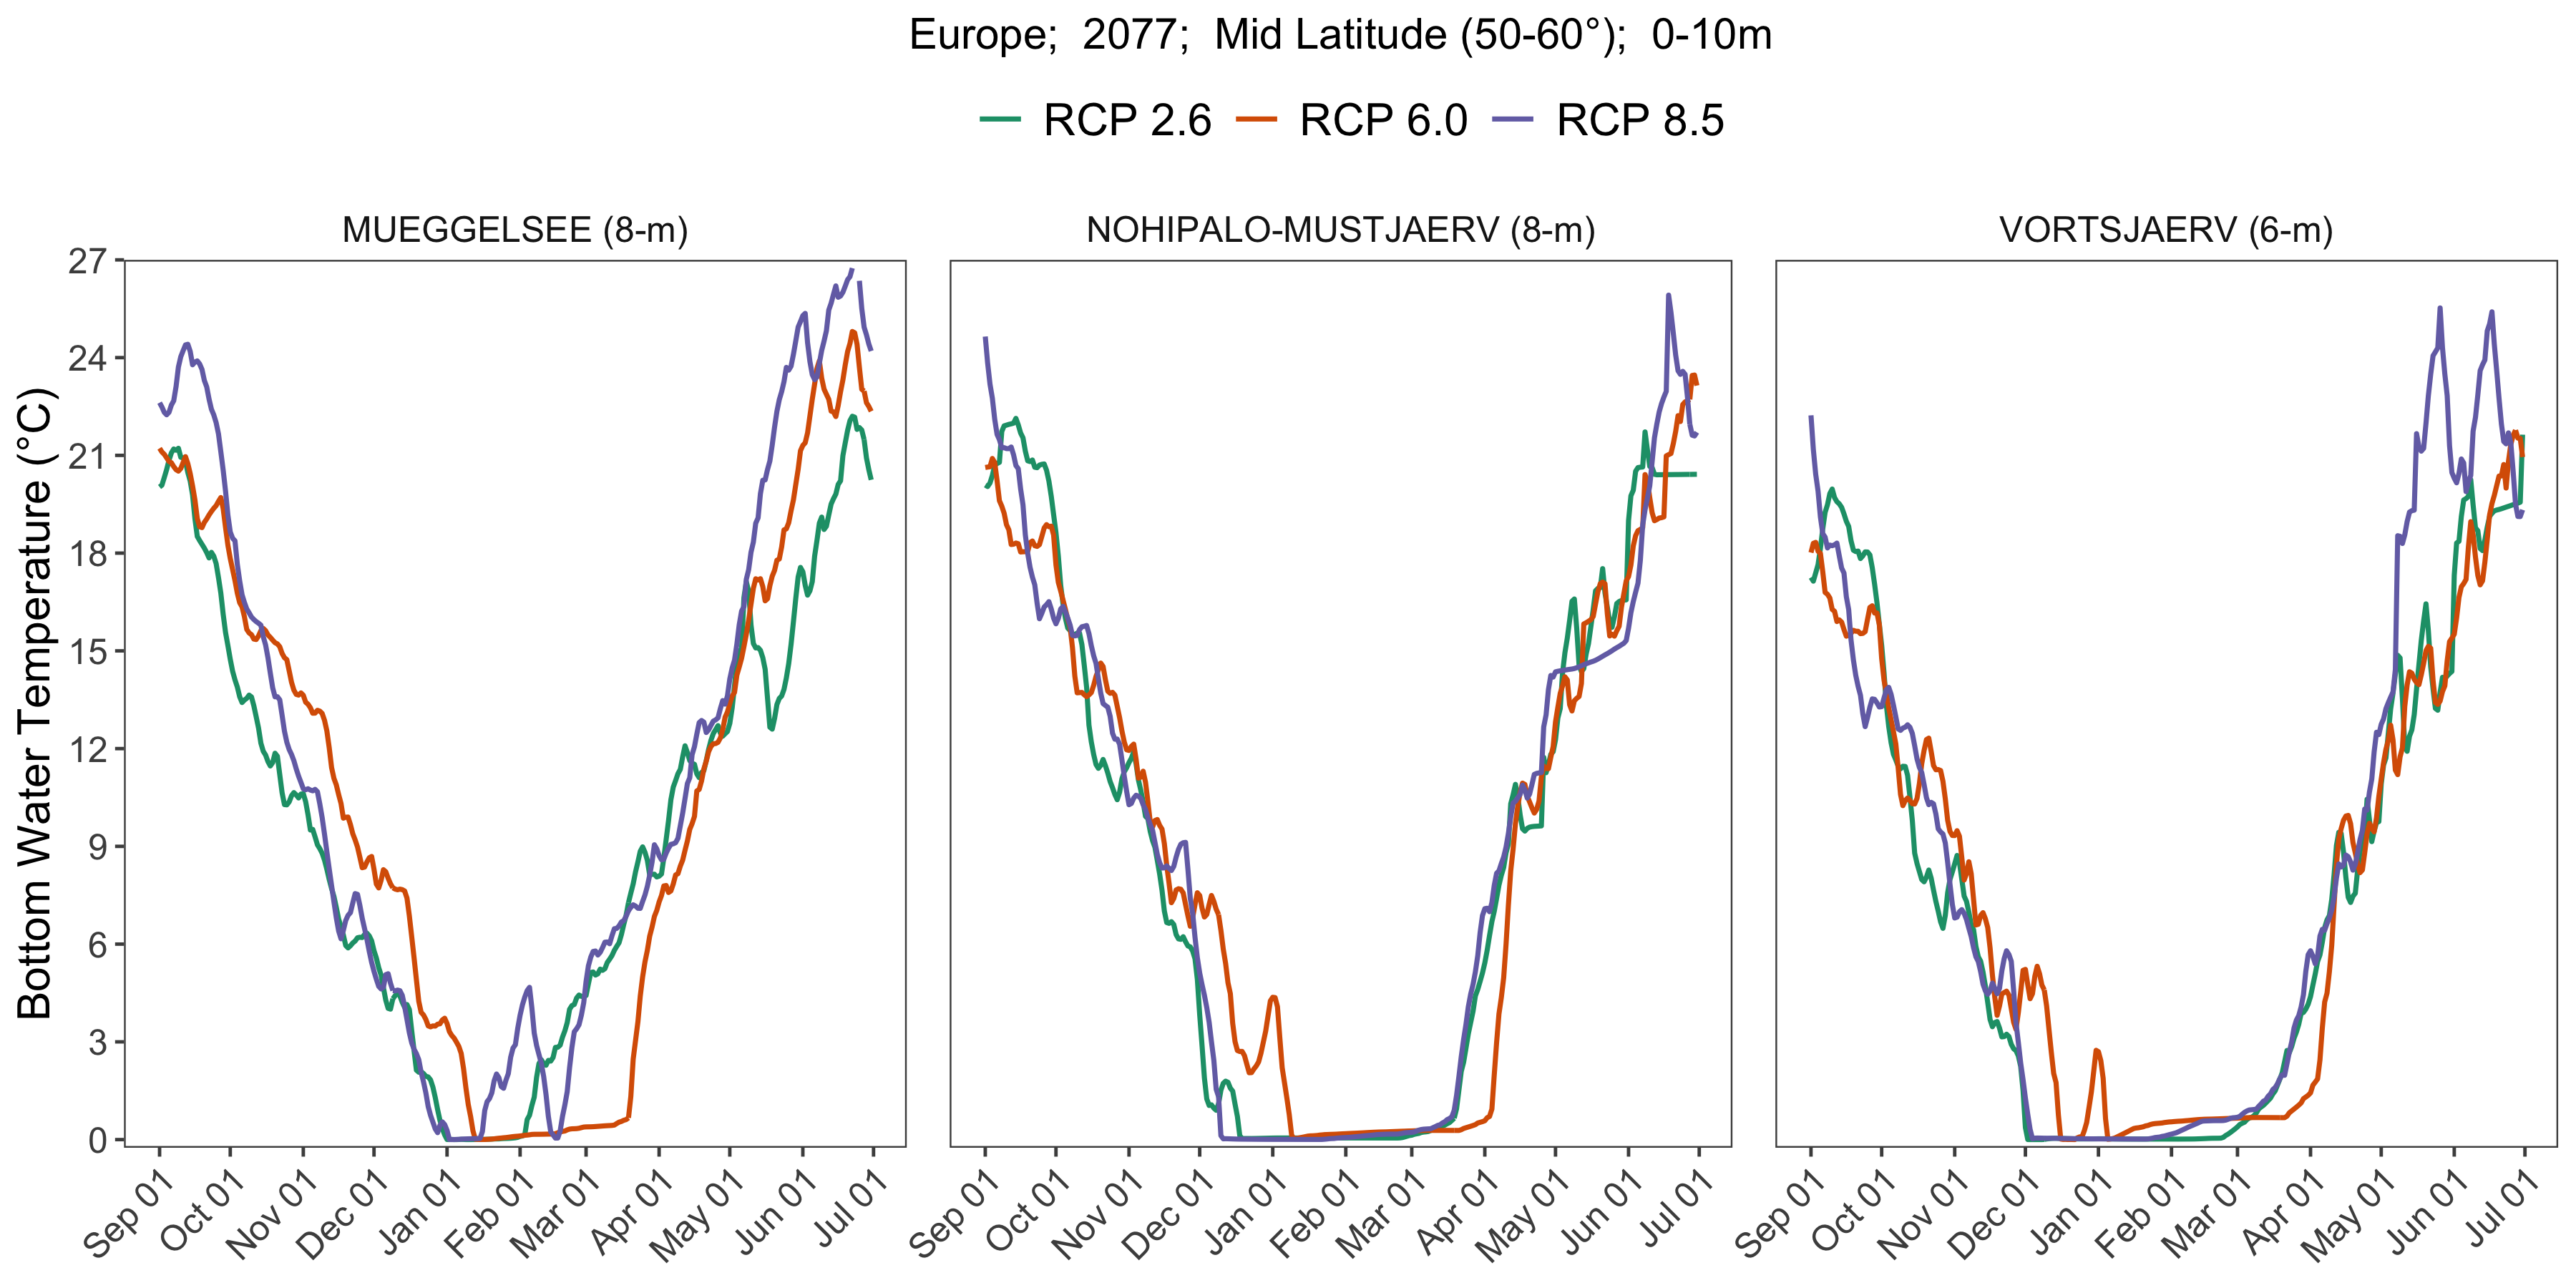 Europe;  2077;  Mid Latitude (50-60°);  0-10m
RCP 2.6 RCP 6.0 RCP 8.5
MUEGGELSEE (8-m) NOHIPALO-MUSTJAERV (8-m) VORTSJAERV (6-m)
Bottom Water Temperature (°C)
27
24
21
18
15
12
9
6
3
0
Sep 01 Oct 01 Nov 01 Dec 01 Jan 01 Feb 01 Mar 01 Apr 01 May 01 Jun 01 Jul 01
Sep 01 Oct 01 Nov 01 Dec 01 Jan 01 Feb 01 Mar 01 Apr 01 May 01 Jun 01 Jul 01
Sep 01 Oct 01 Nov 01 Dec 01 Jan 01 Feb 01 Mar 01 Apr 01 May 01 Jun 01 Jul 01